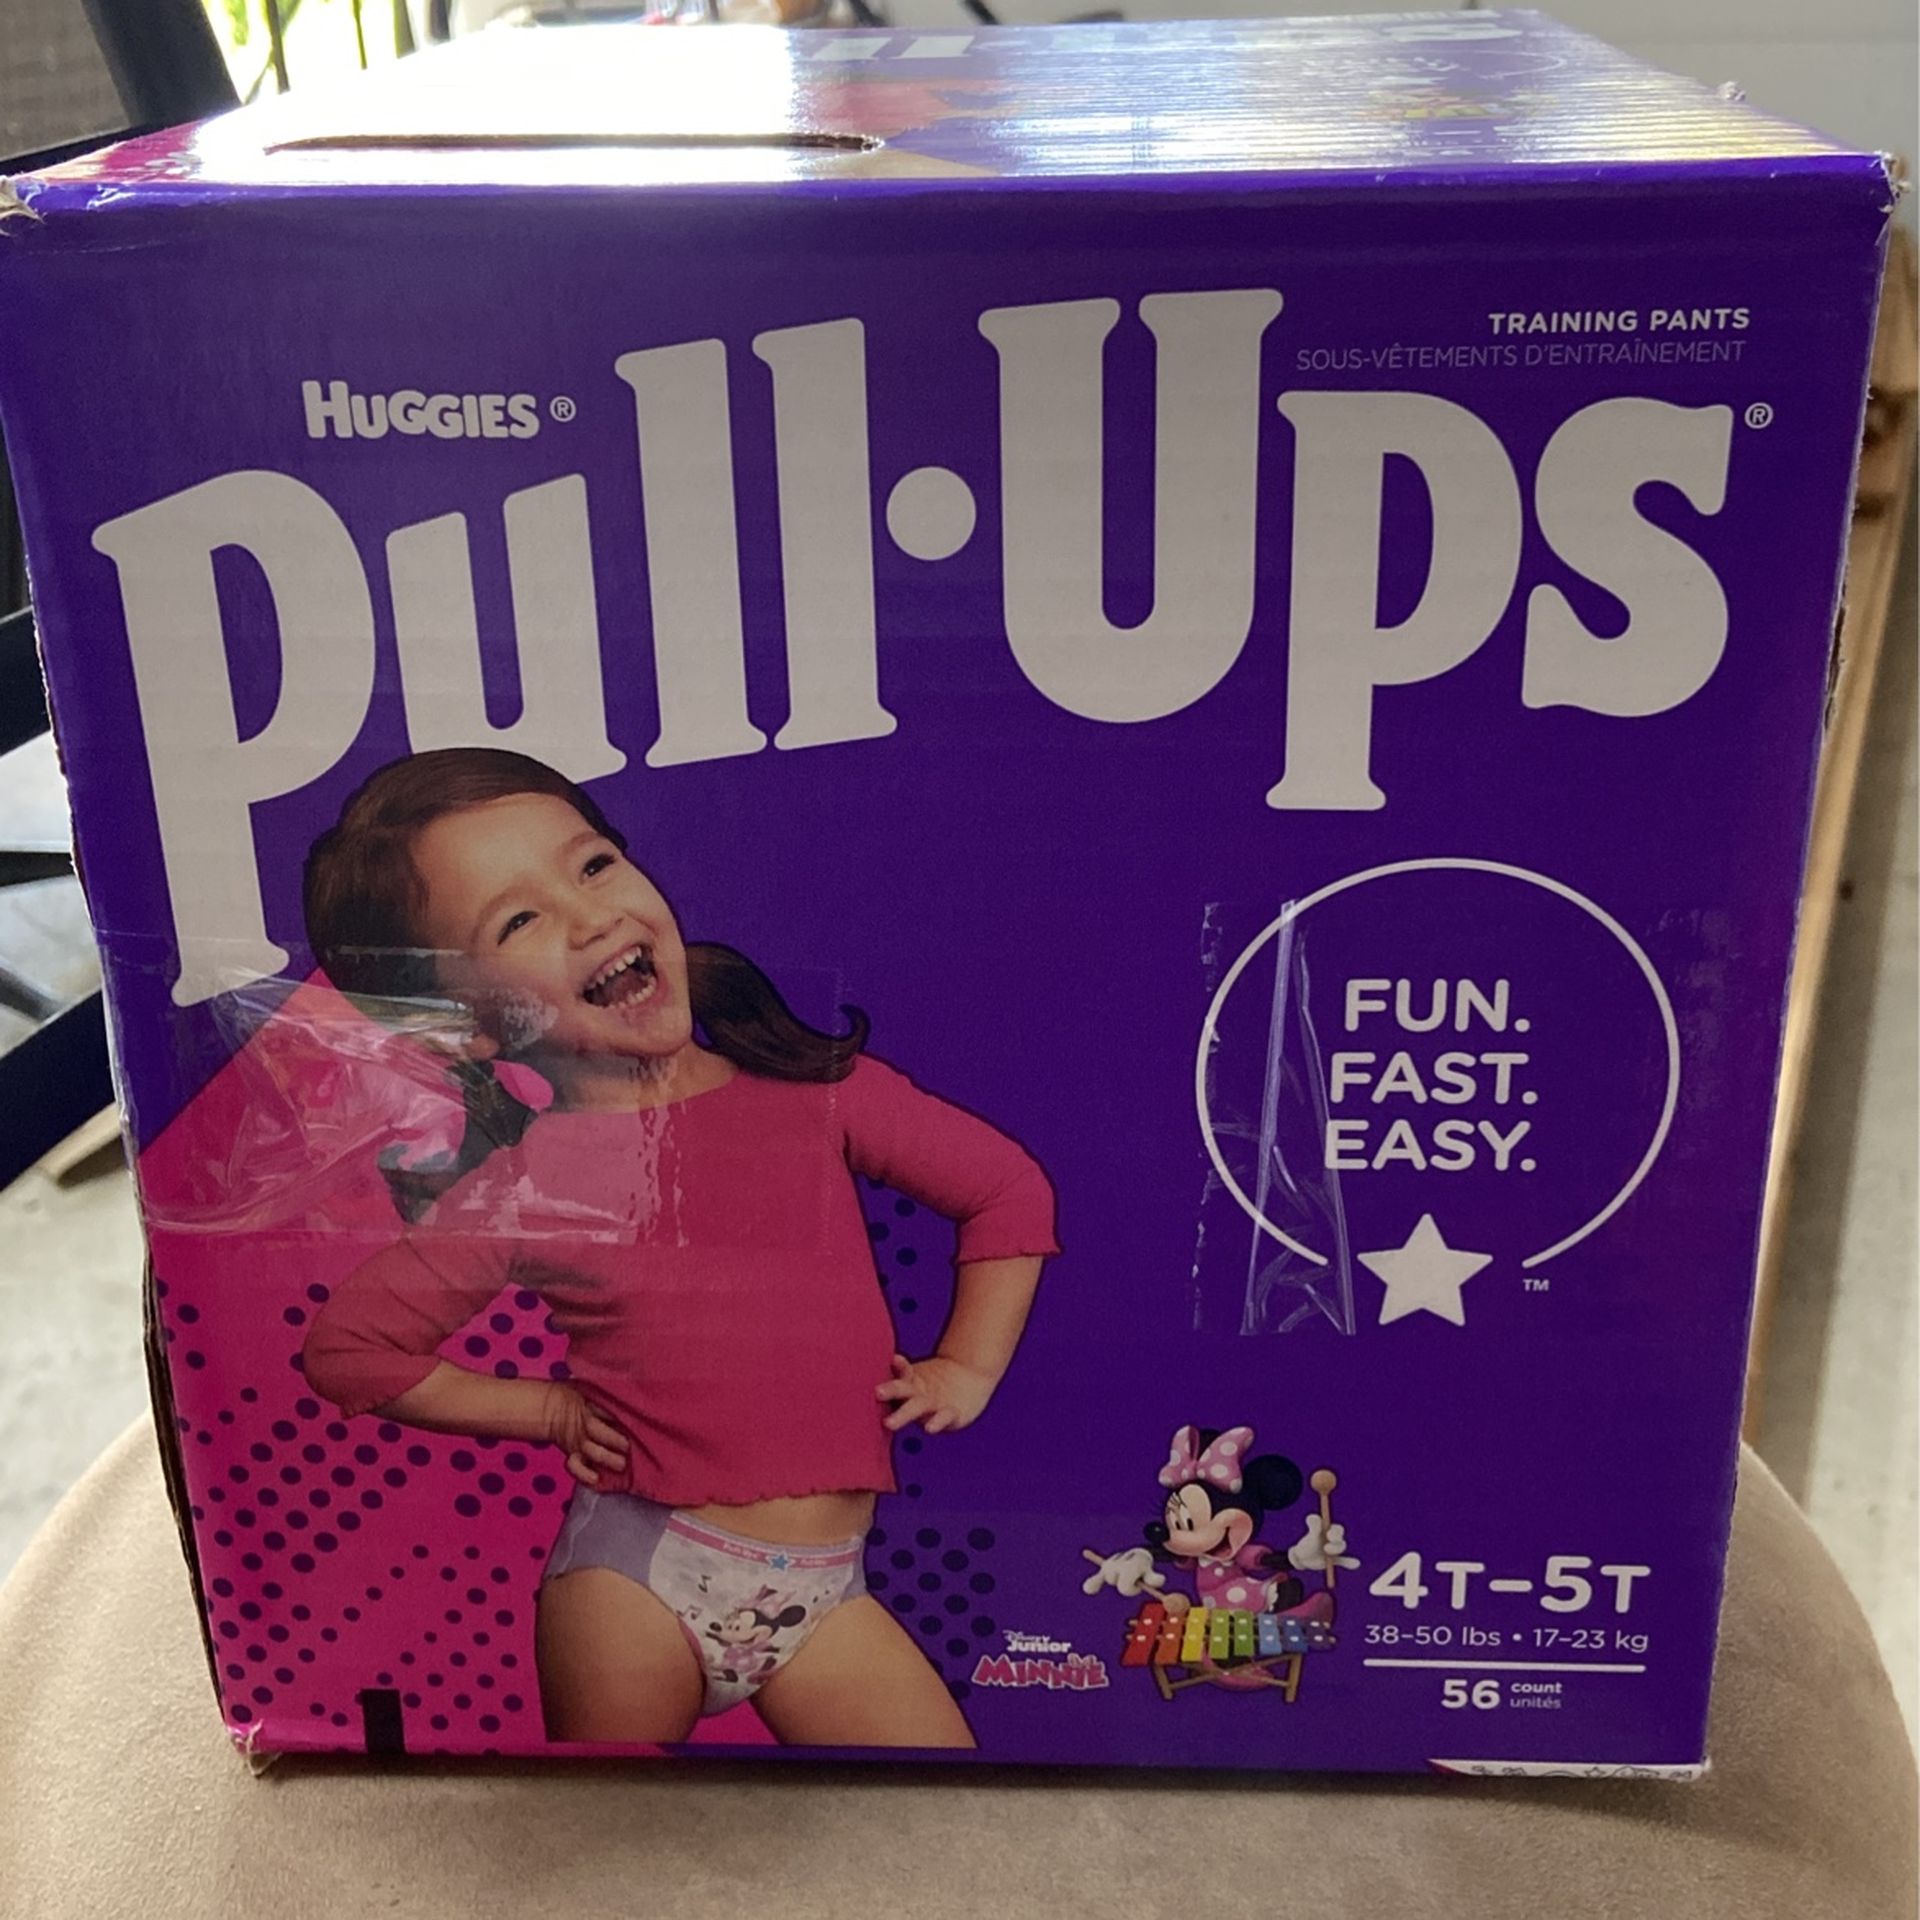 TRAINING PANTS
SOUS-VÊTEMENTS D'ENTRAÎNEMENT
HUGGIES®
Pull·Ups®
FUN.
FAST.
EASY.
™
4T-5T
38-50 lbs • 17-23 kg
56 count
unités
Disney
Junior
MINNIE